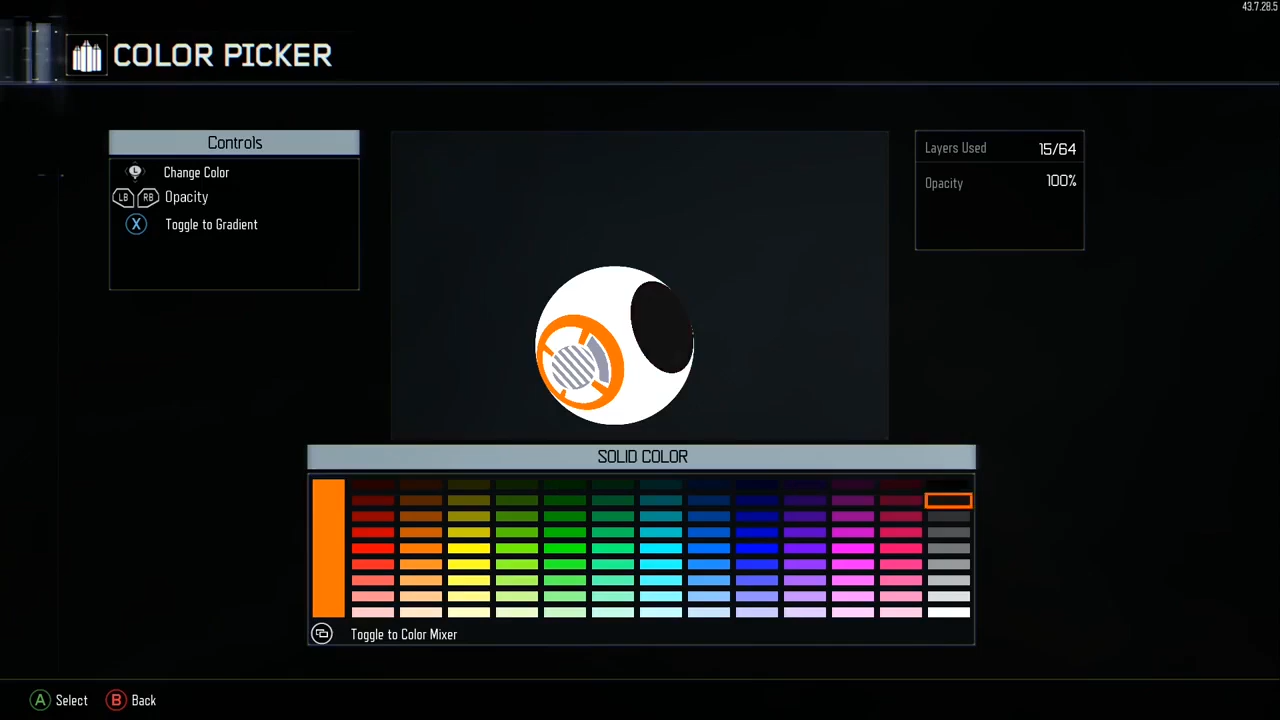 43.7.28.5
COLOR PICKER
Controls
L Change Color
LB RB Opacity
X Toggle to Gradient
Layers Used 15/64
Opacity 100%
SOLID COLOR
Toggle to Color Mixer
A Select B Back